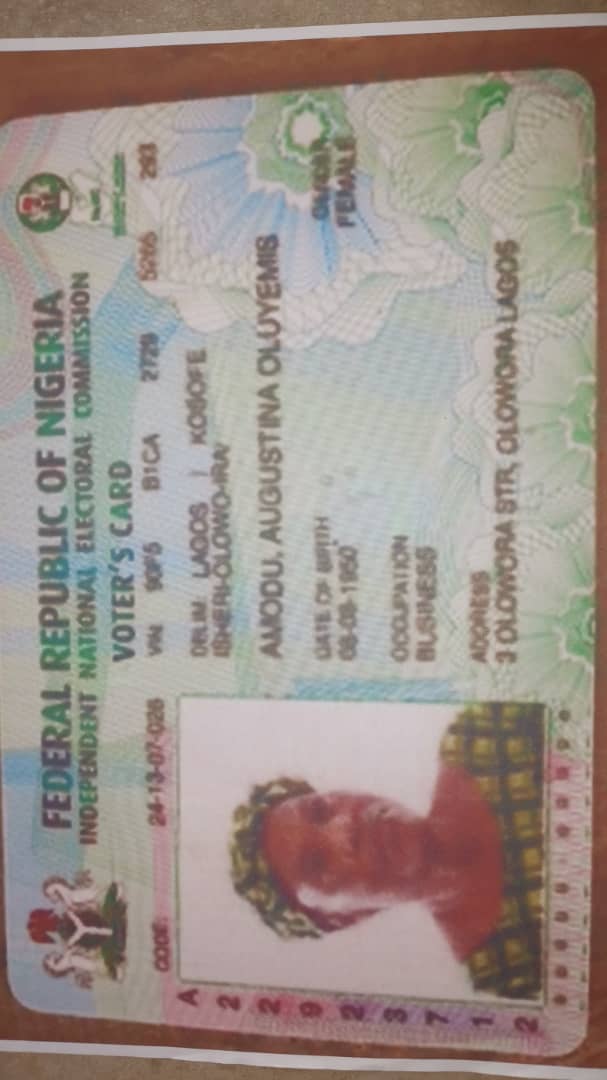 FEDERAL REPUBLIC OF NIGERIA
INDEPENDENT NATIONAL ELECTORAL COMMISSION
VOTER'S CARD
CODE: 24-13-07-026 VIN 90F5 B1CA 2729 5266 293
DELIM LAGOS | KOSOFE
ISHERI-OLOWO-IRA
AMODU, AUGUSTINA OLUYEMIS
DATE OF BIRTH GENDER
08-09-1950 FEMALE
OCCUPATION
BUSINESS
ADDRESS
3 OLOWORA STR, OLOWORA LAGOS
A 2 2 9 2 3 7 1 2